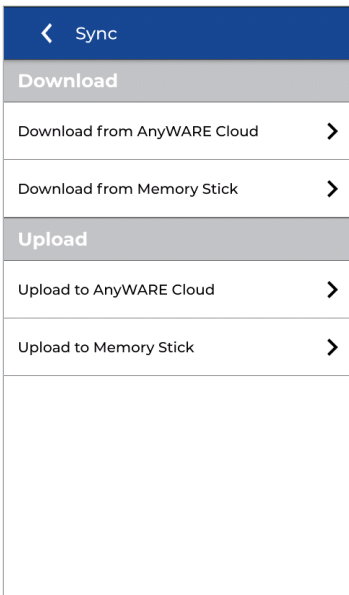 Sync
Download
Download from AnyWARE Cloud
Download from Memory Stick
Upload
Upload to AnyWARE Cloud
Upload to Memory Stick